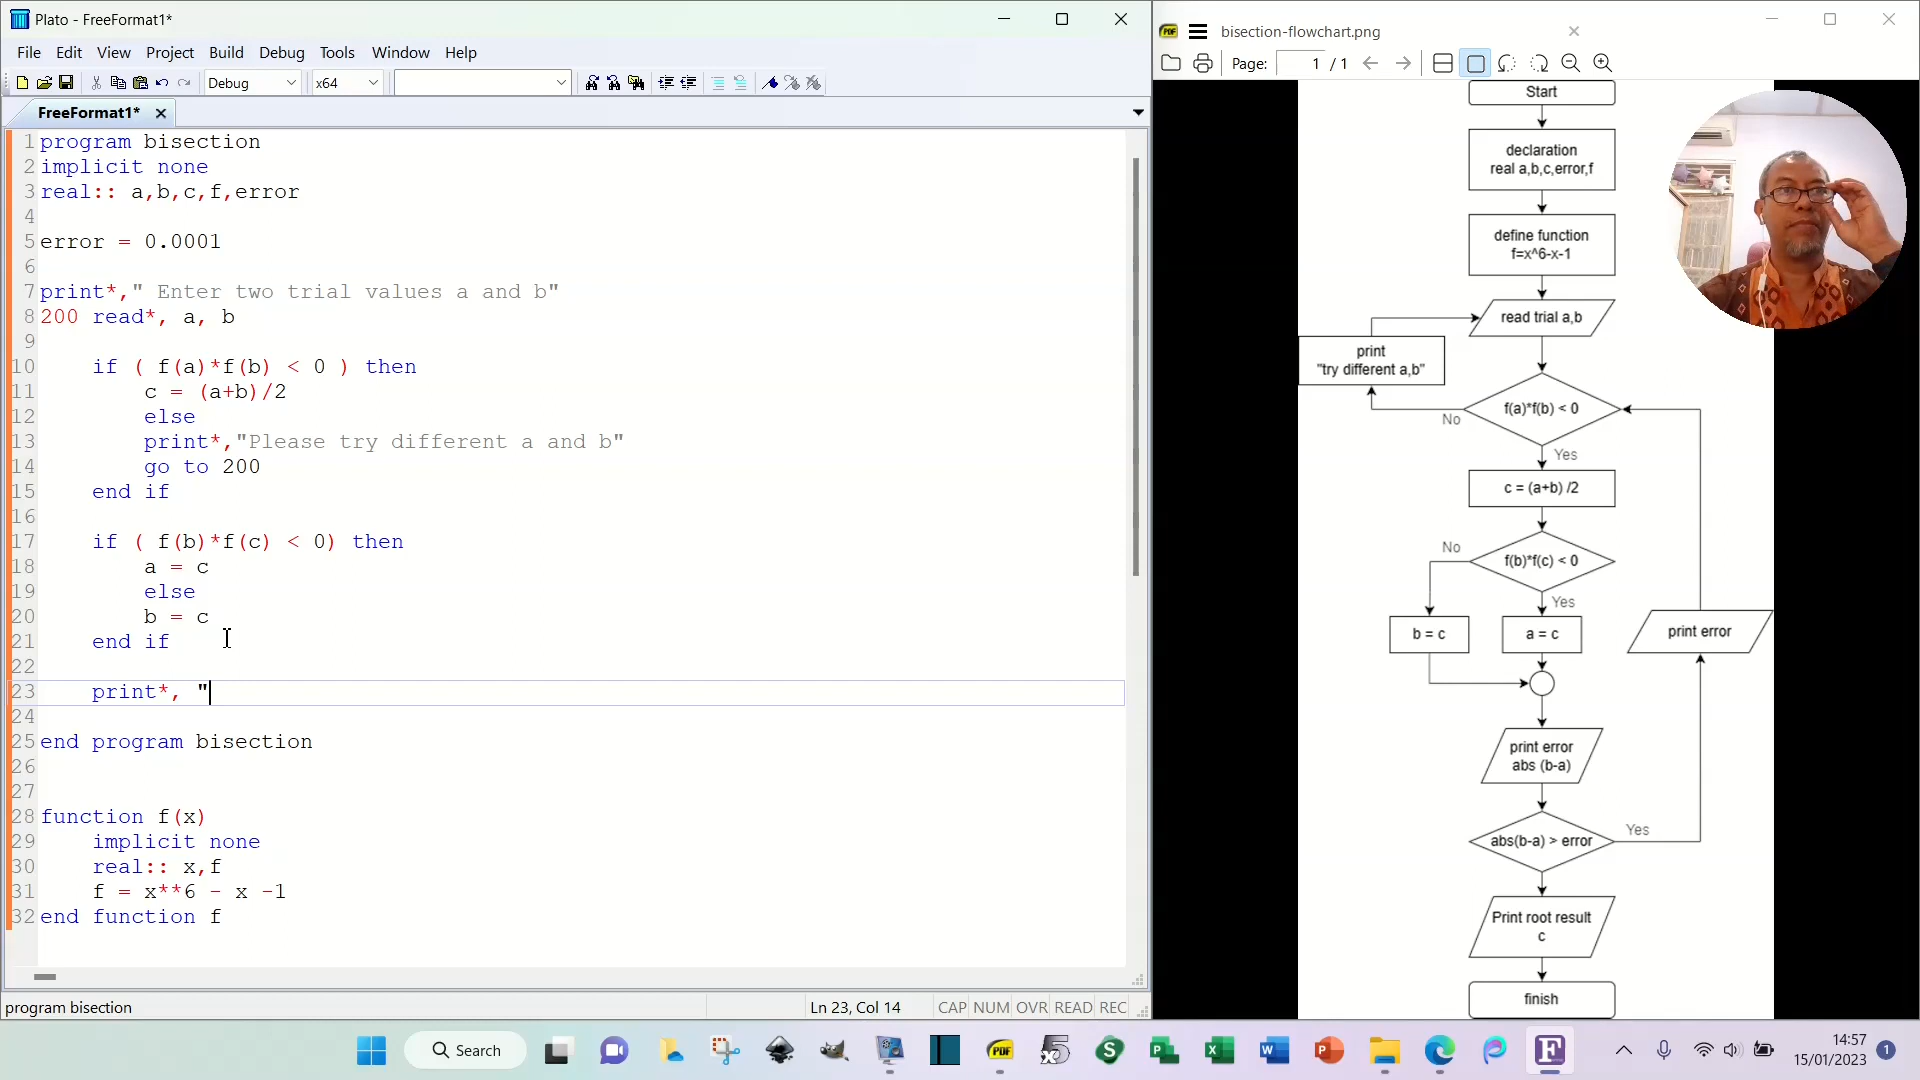 Plato - FreeFormat1*
File Edit View Project Build Debug Tools Window Help
Debug x64
FreeFormat1*
1 program bisection
2 implicit none
3 real:: a,b,c,f,error
4
5 error = 0.0001
6
7 print*," Enter two trial values a and b"
8 200 read*, a, b
9
10 if ( f(a)*f(b) < 0 ) then
11 c = (a+b)/2
12 else
13 print*,"Please try different a and b"
14 go to 200
15 end if
16
17 if ( f(b)*f(c) < 0) then
18 a = c
19 else
20 b = c
21 end if
22
23 print*, "
24
25 end program bisection
26
27
28 function f(x)
29 implicit none
30 real:: x,f
31 f = x**6 - x -1
32 end function f
program bisection
Ln 23, Col 14
CAP NUM OVR READ REC
bisection-flowchart.png
Page: 1 / 1
Start
declaration
real a,b,c,error,f
define function
f=x^6-x-1
read trial a,b
print
"try different a,b"
f(a)*f(b) < 0
No
Yes
c = (a+b) /2
No
f(b)*f(c) < 0
Yes
b = c
a = c
print error
print error
abs (b-a)
abs(b-a) > error
Yes
Print root result
c
finish
Search
PDF
14:57
15/01/2023
1